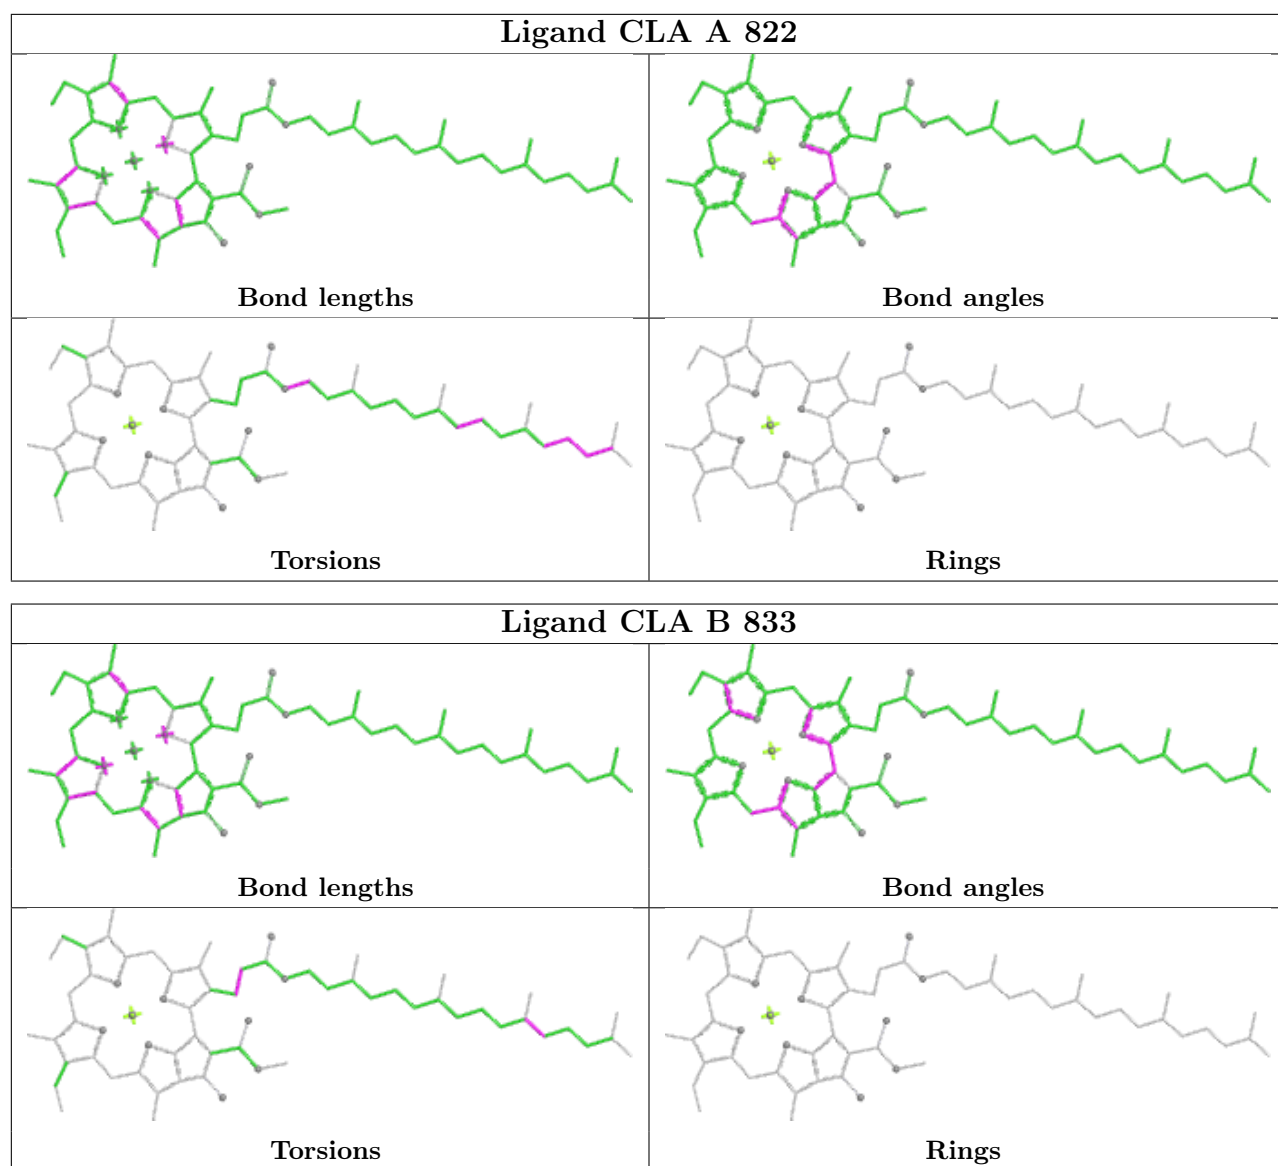 Ligand CLA A 822
Bond lengths
Bond angles
Torsions
Rings
Ligand CLA B 833
Bond lengths
Bond angles
Torsions
Rings